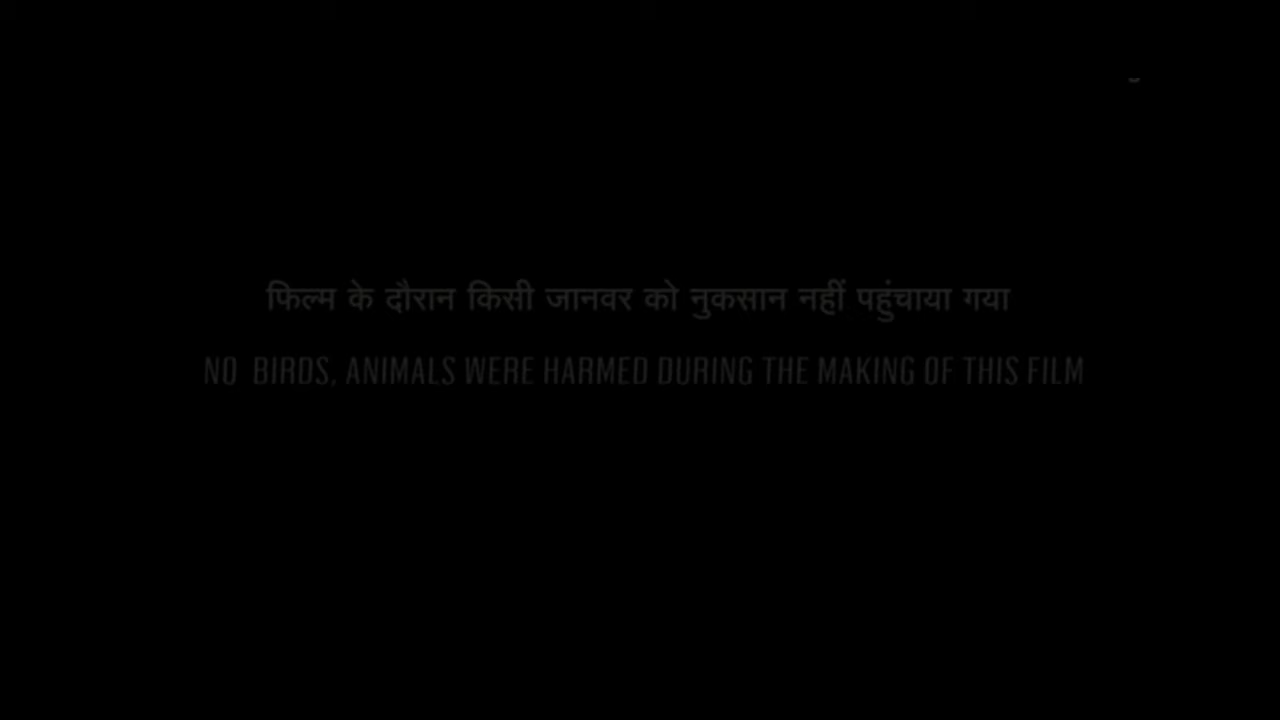 फिल्म के दौरान किसी जानवर को नुकसान नहीं पहुंचाया गया
NO BIRDS, ANIMALS WERE HARMED DURING THE MAKING OF THIS FILM